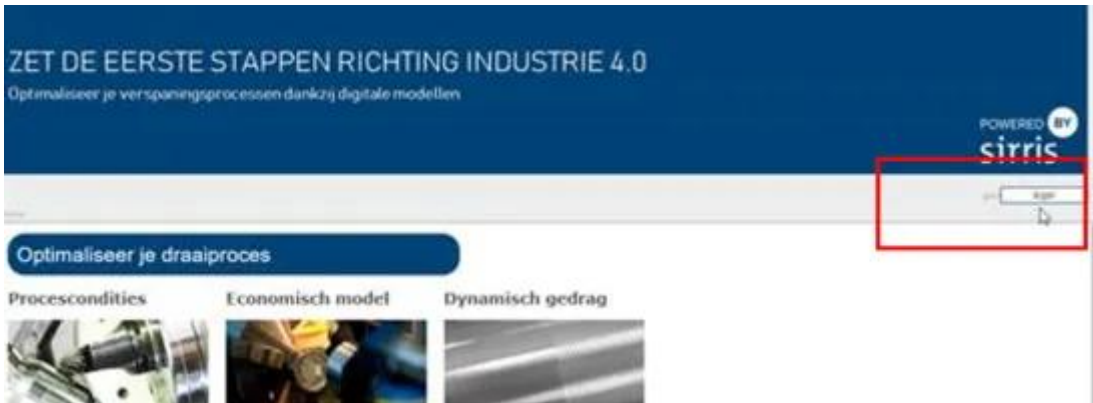 ZET DE EERSTE STAPPEN RICHTING INDUSTRIE 4.0
Optimaliseer je verspaningsprocessen dankzij digitale modellen
POWERED BY
sirris
Optimaliseer je draaiproces
Procescondities Economisch model Dynamisch gedrag